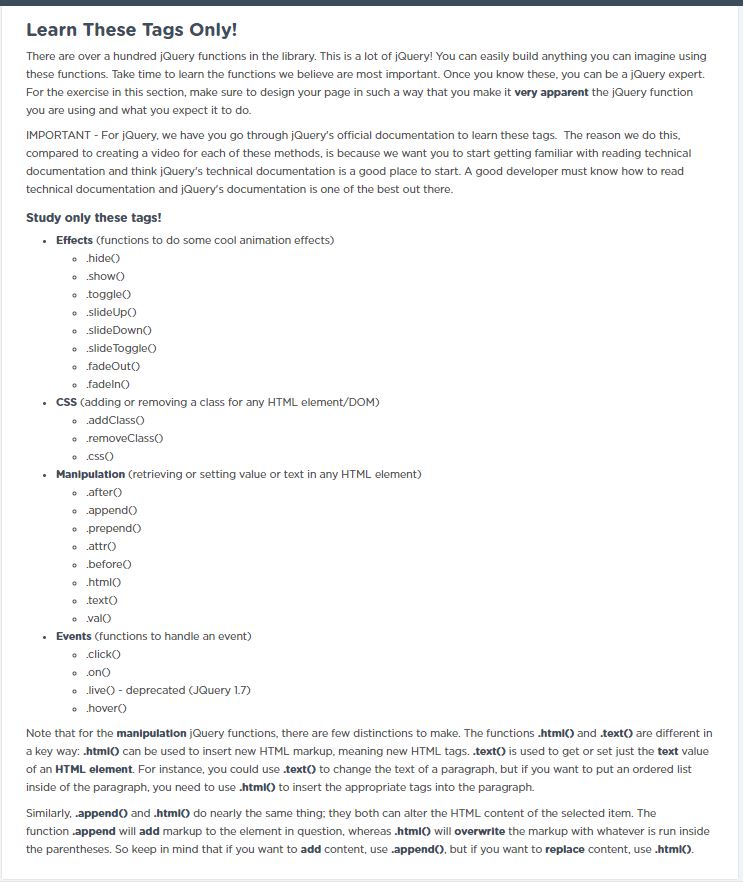 Learn These Tags Only!
There are over a hundred jQuery functions in the library. This is a lot of jQuery! You can easily build anything you can imagine using
these functions. Take time to learn the functions we believe are most important. Once you know these, you can be a jQuery expert.
For the exercise in this section, make sure to design your page in such a way that you make it very apparent the jQuery function
you are using and what you expect it to do.
IMPORTANT - For jQuery, we have you go through jQuery's official documentation to learn these tags.  The reason we do this,
compared to creating a video for each of these methods, is because we want you to start getting familiar with reading technical
documentation and think jQuery's technical documentation is a good place to start. A good developer must know how to read
technical documentation and jQuery's documentation is one of the best out there.
Study only these tags!
• Effects (functions to do some cool animation effects)
◦ .hide()
◦ .show()
◦ .toggle()
◦ .slideUp()
◦ .slideDown()
◦ .slideToggle()
◦ .fadeOut()
◦ .fadeIn()
• CSS (adding or removing a class for any HTML element/DOM)
◦ .addClass()
◦ .removeClass()
◦ .css()
• Manipulation (retrieving or setting value or text in any HTML element)
◦ .after()
◦ .append()
◦ .prepend()
◦ .attr()
◦ .before()
◦ .html()
◦ .text()
◦ .val()
• Events (functions to handle an event)
◦ .click()
◦ .on()
◦ .live() - deprecated (JQuery 1.7)
◦ .hover()
Note that for the manipulation jQuery functions, there are few distinctions to make. The functions .html() and .text() are different in
a key way: .html() can be used to insert new HTML markup, meaning new HTML tags. .text() is used to get or set just the text value
of an HTML element. For instance, you could use .text() to change the text of a paragraph, but if you want to put an ordered list
inside of the paragraph, you need to use .html() to insert the appropriate tags into the paragraph.
Similarly, .append() and .html() do nearly the same thing; they both can alter the HTML content of the selected item. The
function .append will add markup to the element in question, whereas .html() will overwrite the markup with whatever is run inside
the parentheses. So keep in mind that if you want to add content, use .append(), but if you want to replace content, use .html().